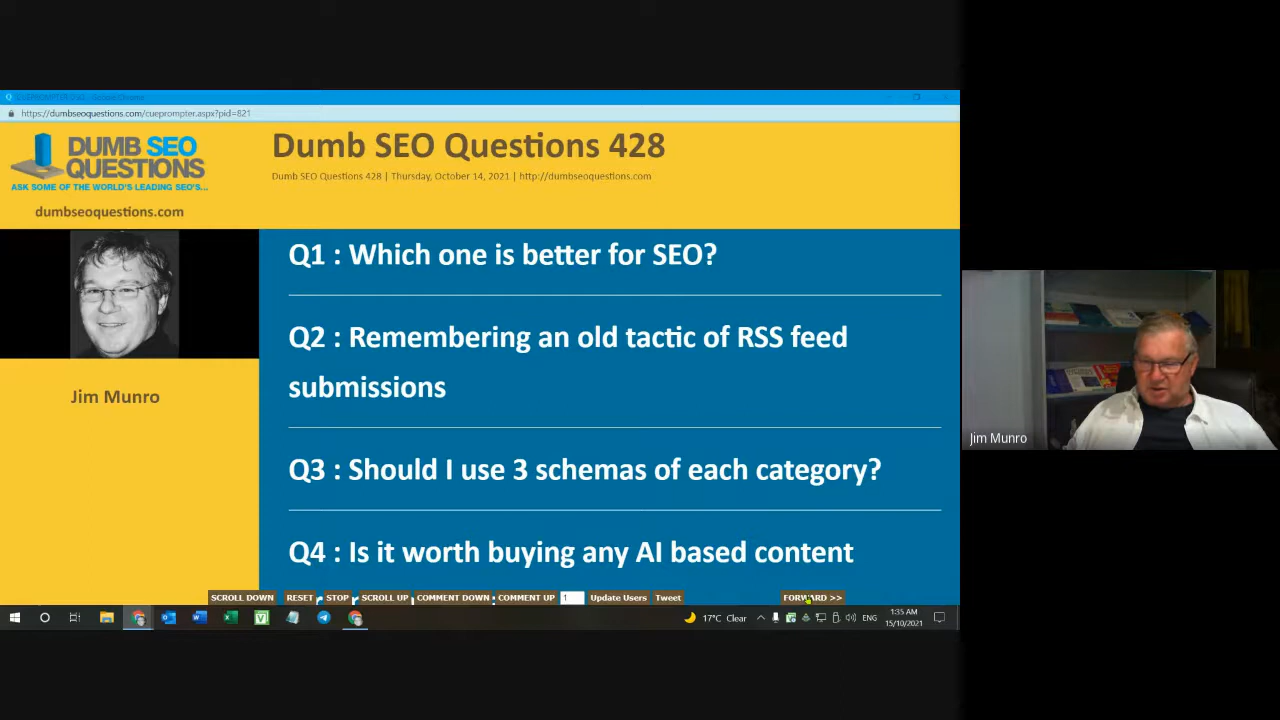 https://dumbseoquestions.com/cueprompter.aspx?pid=821
DUMB SEO
QUESTIONS
ASK SOME OF THE WORLD'S LEADING SEO'S...
dumbseoquestions.com
Dumb SEO Questions 428
Dumb SEO Questions 428 | Thursday, October 14, 2021 | http://dumbseoquestions.com
Jim Munro
Q1 : Which one is better for SEO?
Q2 : Remembering an old tactic of RSS feed
submissions
Q3 : Should I use 3 schemas of each category?
Q4 : Is it worth buying any AI based content
Jim Munro
SCROLL DOWN RESET STOP SCROLL UP COMMENT DOWN COMMENT UP 1 Update Users Tweet FORWARD >>
17°C Clear ENG 1:35 AM
15/10/2021